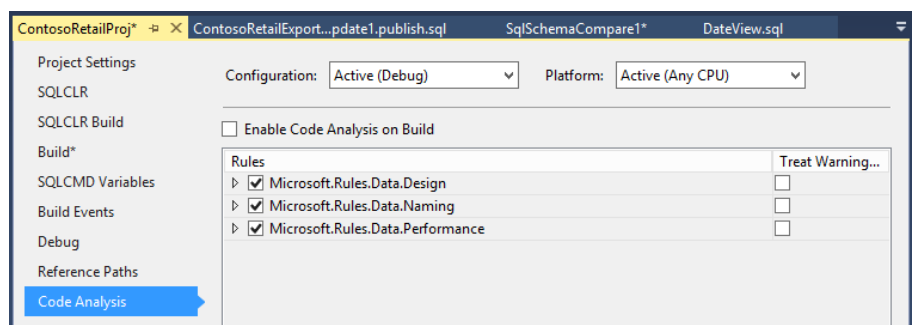 ContosoRetailProj* ContosoRetailExport...pdate1.publish.sql SqlSchemaCompare1* DateView.sql
Project Settings
SQLCLR
SQLCLR Build
Build*
SQLCMD Variables
Build Events
Debug
Reference Paths
Code Analysis
Configuration: Active (Debug) Platform: Active (Any CPU)
Enable Code Analysis on Build
Rules Treat Warning...
Microsoft.Rules.Data.Design
Microsoft.Rules.Data.Naming
Microsoft.Rules.Data.Performance